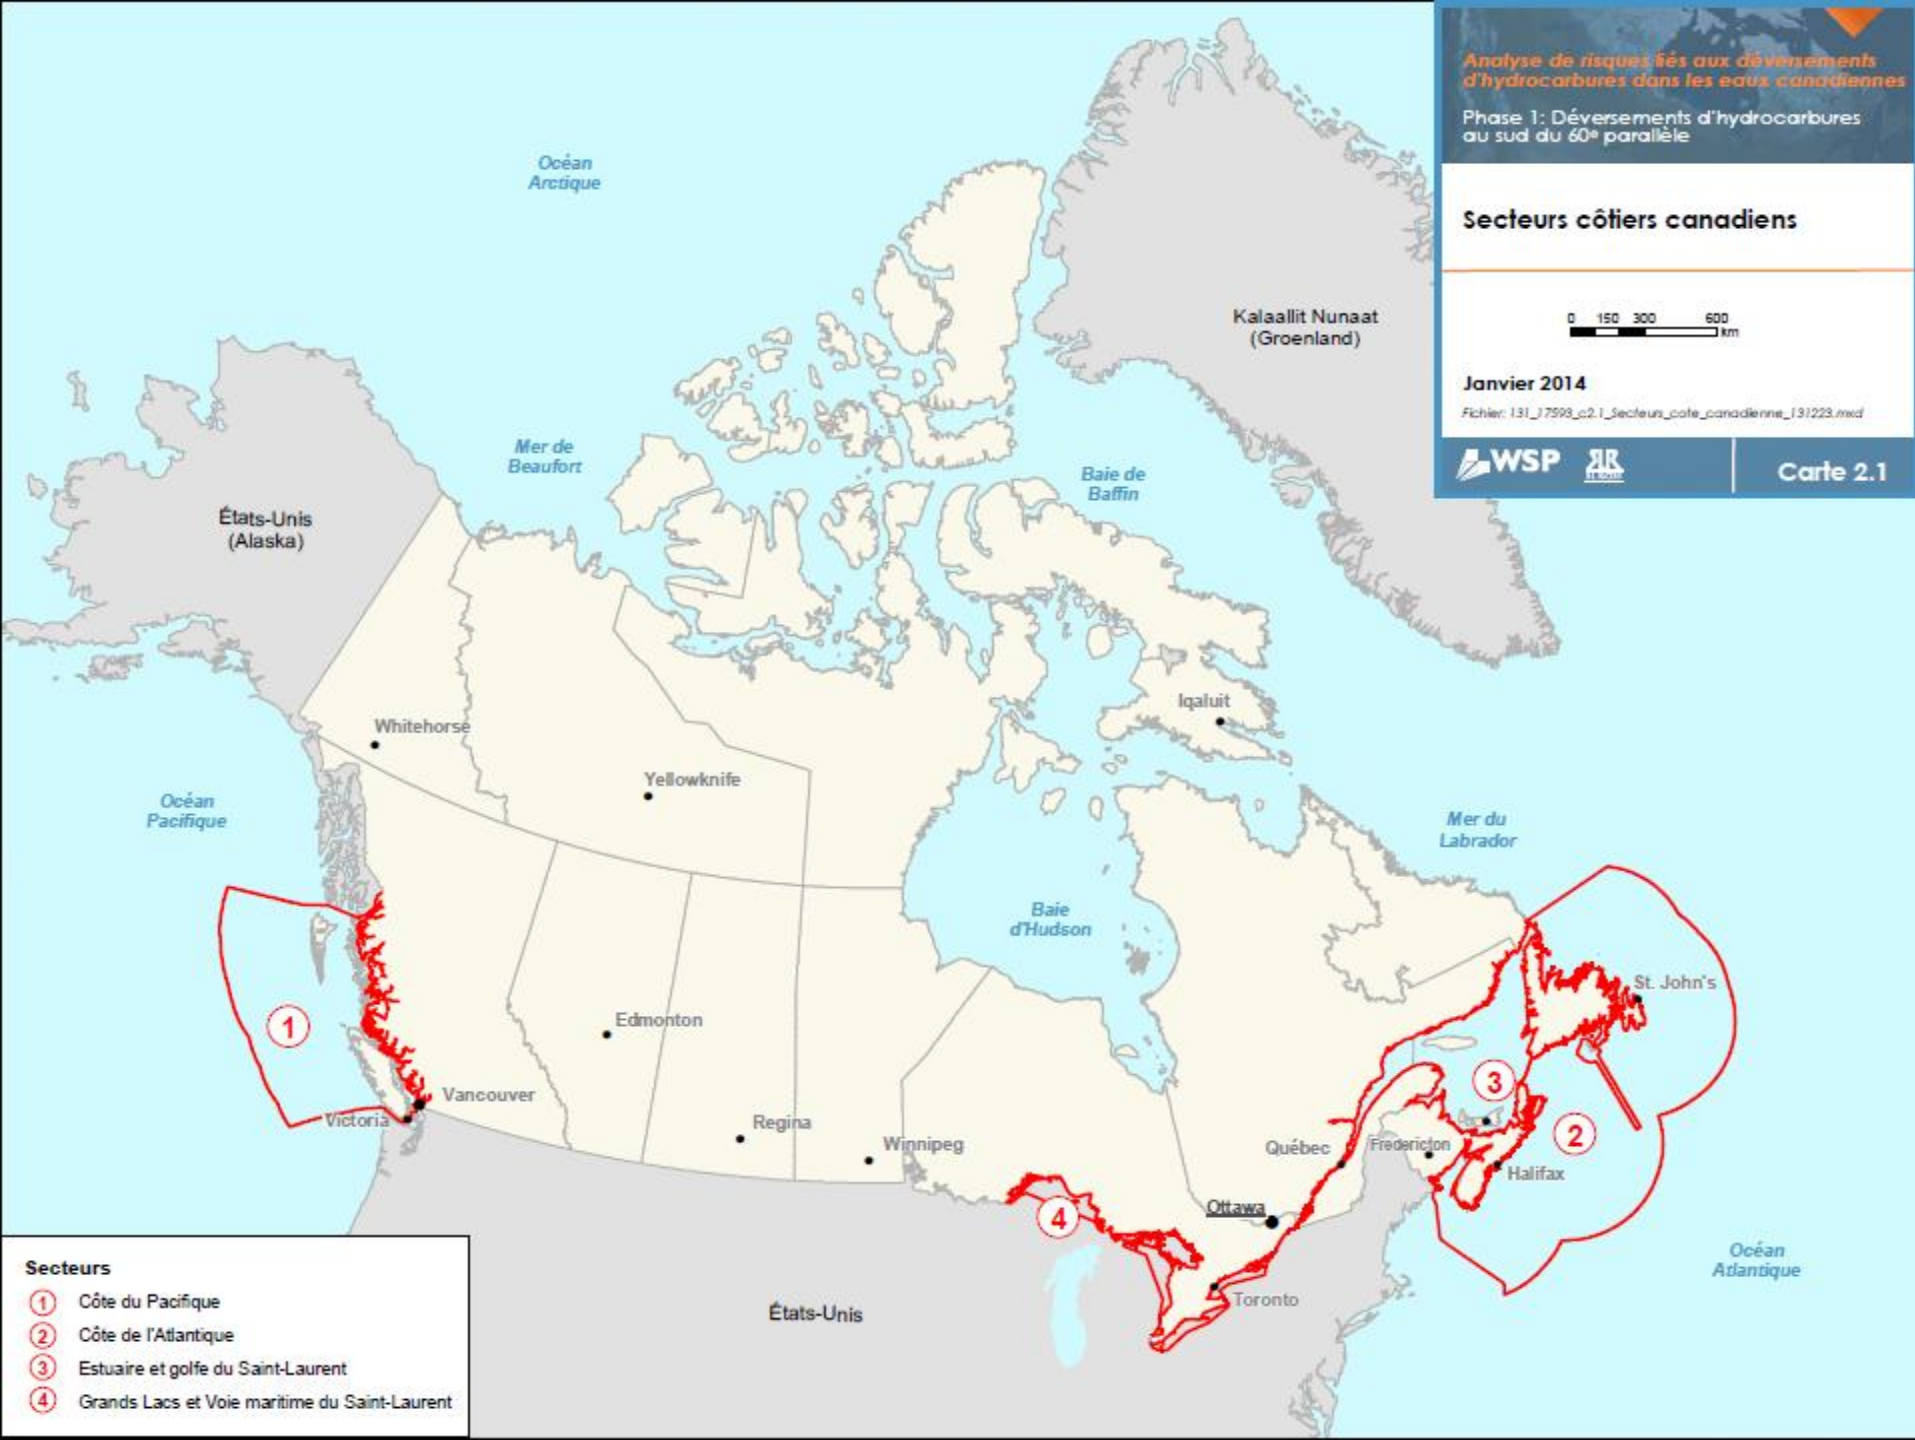 Analyse de risques liés aux déversements
d'hydrocarbures dans les eaux canadiennes
Phase 1: Déversements d'hydrocarbures
au sud du 60e parallèle
Secteurs côtiers canadiens
0 150 300 600
km
Janvier 2014
Fichier: 131_17593_c2.1_Secteurs_cote_canadienne_131223.mxd
WSP
Carte 2.1
Océan
Arctique
Kalaallit Nunaat
(Groenland)
Mer de
Beaufort
Baie de
Baffin
États-Unis
(Alaska)
Iqaluit
Whitehorse
Yellowknife
Océan
Pacifique
Mer du
Labrador
Baie
d'Hudson
St. John's
1
Edmonton
3
Vancouver
Victoria
Regina
Winnipeg
Québec
Fredericton
2
Halifax
Ottawa
4
Océan
Atlantique
Toronto
États-Unis
Secteurs
1 Côte du Pacifique
2 Côte de l'Atlantique
3 Estuaire et golfe du Saint-Laurent
4 Grands Lacs et Voie maritime du Saint-Laurent